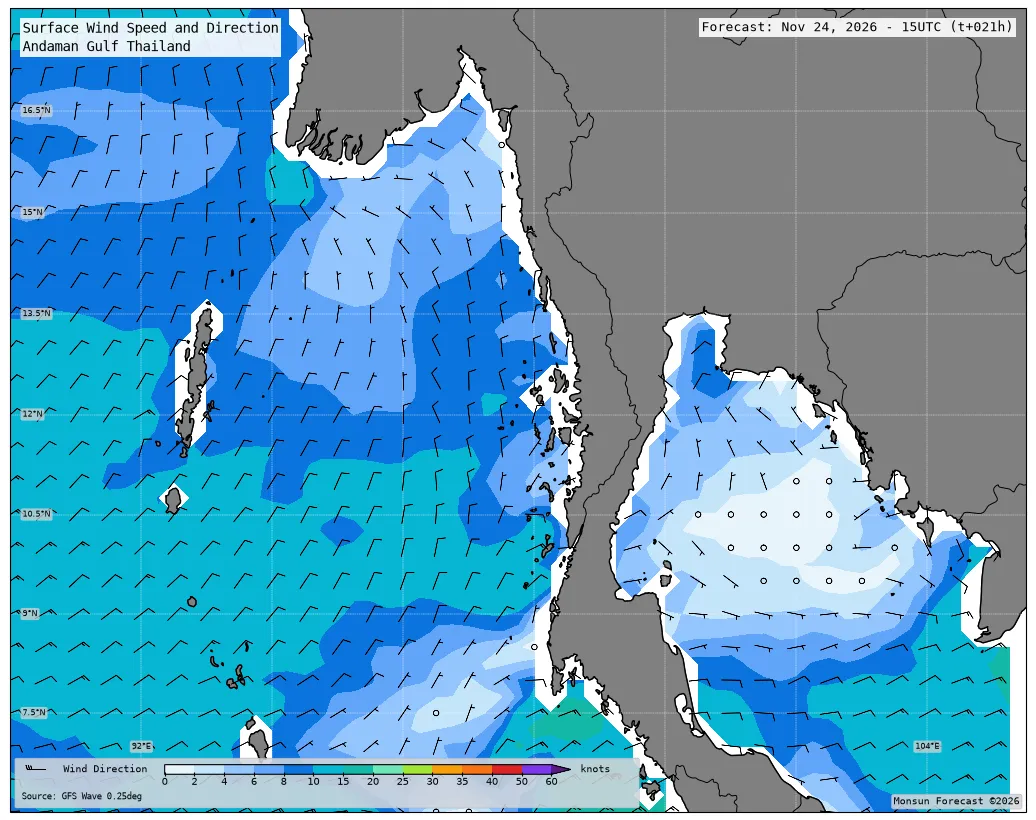 Surface Wind Speed and Direction
Andaman Gulf Thailand
Forecast: Nov 24, 2026 - 15UTC (t+021h)
16.5°N
15°N
13.5°N
12°N
10.5°N
9°N
7.5°N
92°E
104°E
Wind Direction
knots
0 2 4 6 8 10 15 20 25 30 35 40 50 60
Source: GFS Wave 0.25deg
Monsun Forecast ©2026